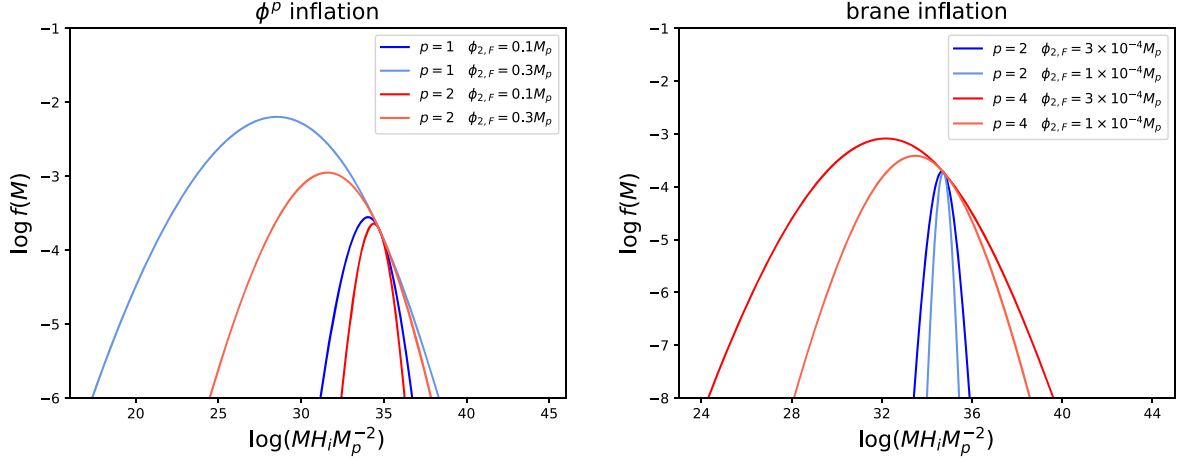 ϕ^p inflation
−1
−2
−3
−4
−5
−6
log f(M)
p = 1 ϕ_{2,F} = 0.1M_p
p = 1 ϕ_{2,F} = 0.3M_p
p = 2 ϕ_{2,F} = 0.1M_p
p = 2 ϕ_{2,F} = 0.3M_p
20 25 30 35 40 45
log(MH_iM_p^{−2})
brane inflation
−1
−2
−3
−4
−5
−6
−7
−8
log f(M)
p = 2 ϕ_{2,F} = 3 × 10^{−4}M_p
p = 2 ϕ_{2,F} = 1 × 10^{−4}M_p
p = 4 ϕ_{2,F} = 3 × 10^{−4}M_p
p = 4 ϕ_{2,F} = 1 × 10^{−4}M_p
24 28 32 36 40 44
log(MH_iM_p^{−2})